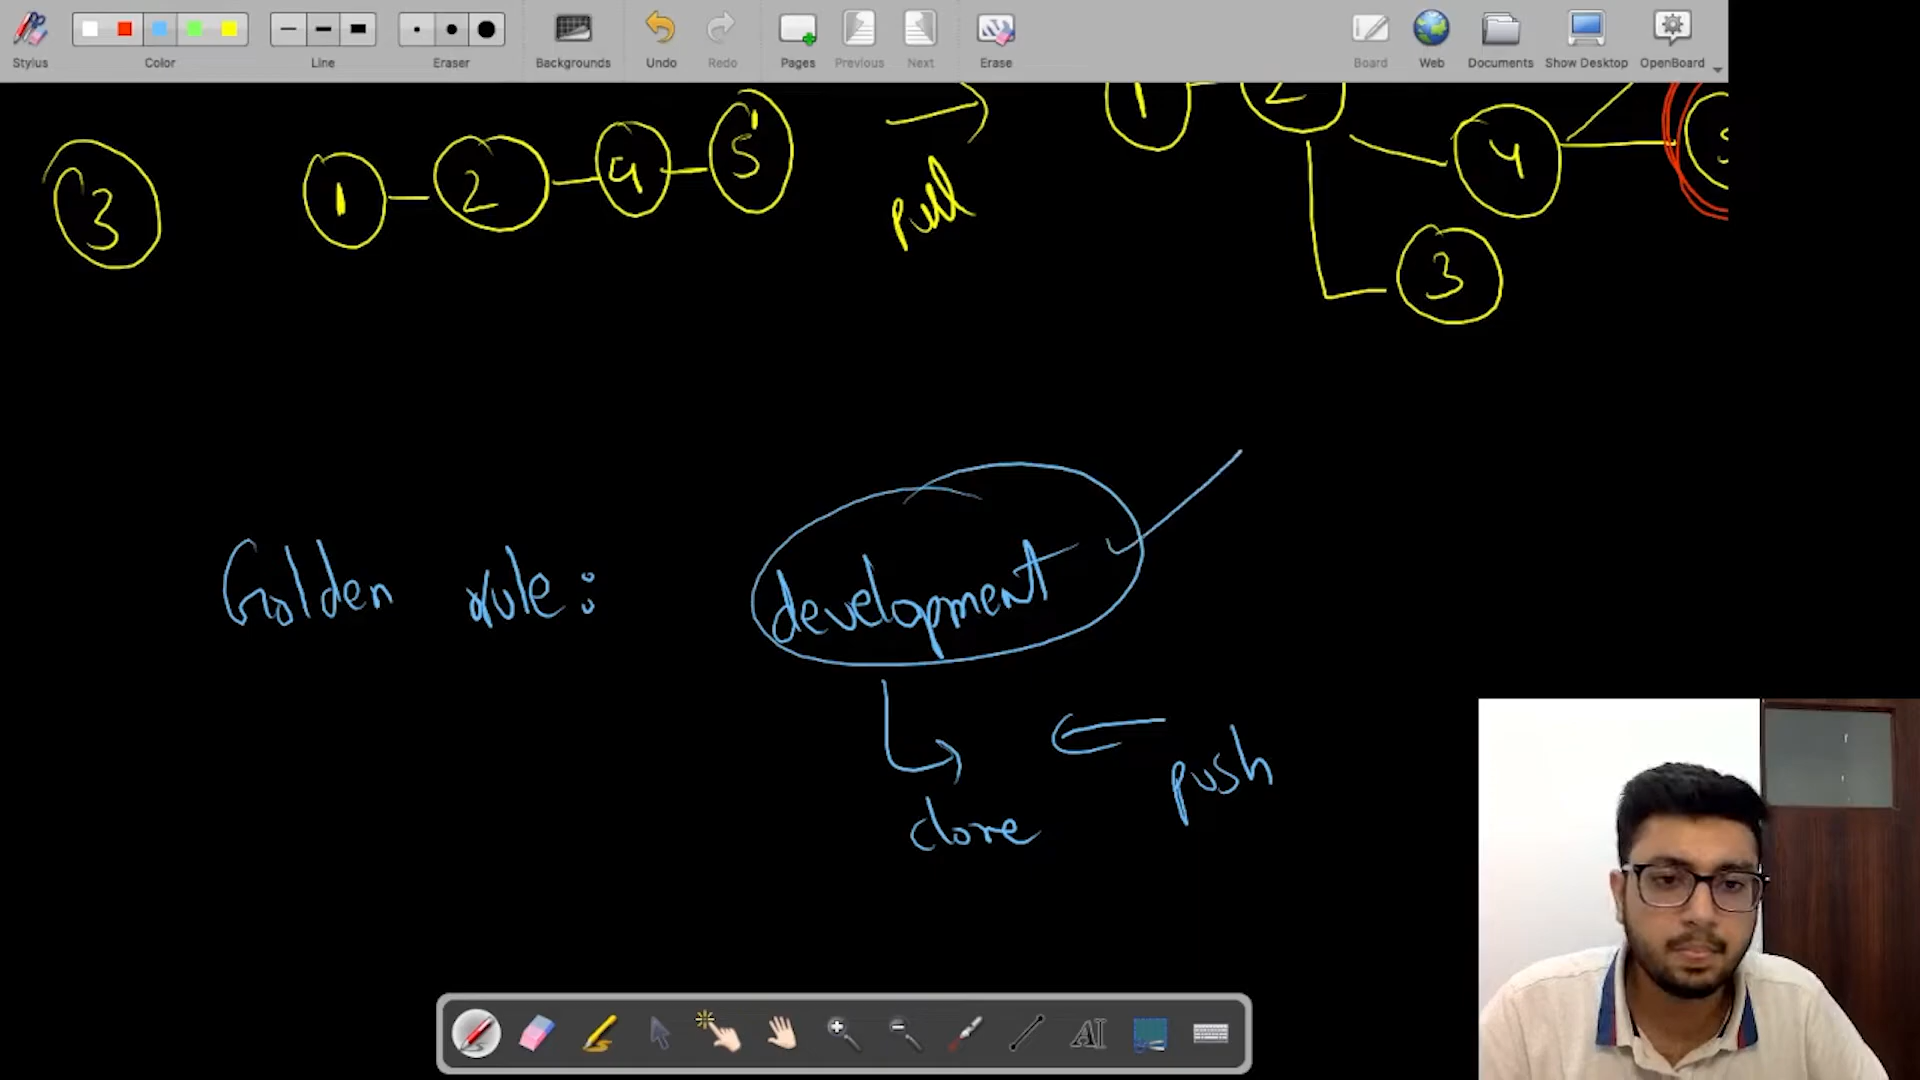 Stylus Color Line Eraser Backgrounds Undo Redo Pages Previous Next Erase Board Web Documents Show Desktop OpenBoard
3 1 2 4 5 1 2 4
pull
3
Golden rule: development
push
clone
AI